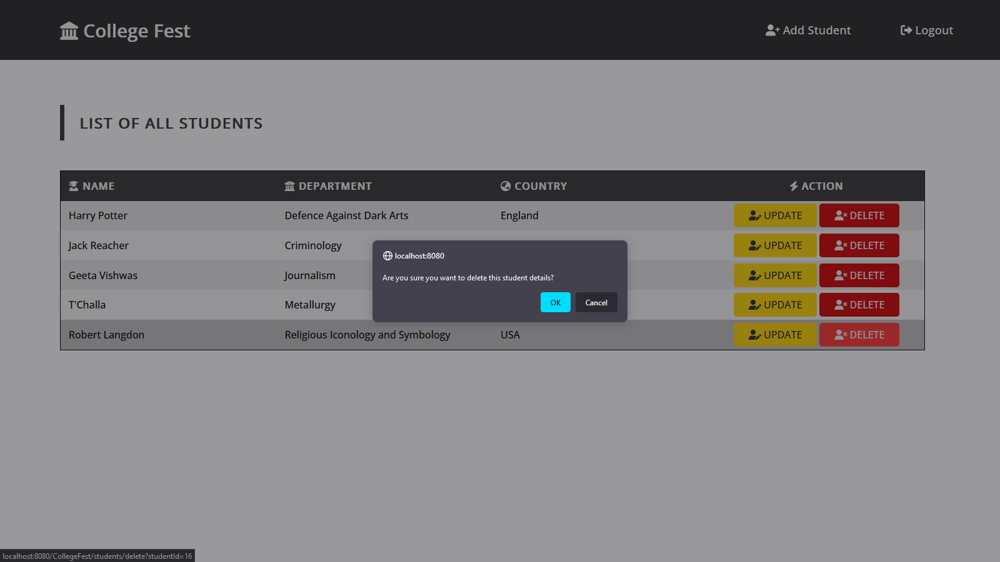 College Fest
Add Student
Logout
LIST OF ALL STUDENTS
NAME DEPARTMENT COUNTRY ACTION
Harry Potter Defence Against Dark Arts England UPDATE DELETE
Jack Reacher Criminology UPDATE DELETE
Geeta Vishwas Journalism UPDATE DELETE
T'Challa Metallurgy UPDATE DELETE
Robert Langdon Religious Iconology and Symbology USA UPDATE DELETE
localhost:8080
Are you sure you want to delete this student details?
OK Cancel
localhost:8080/CollegeFest/students/delete?studentId=16